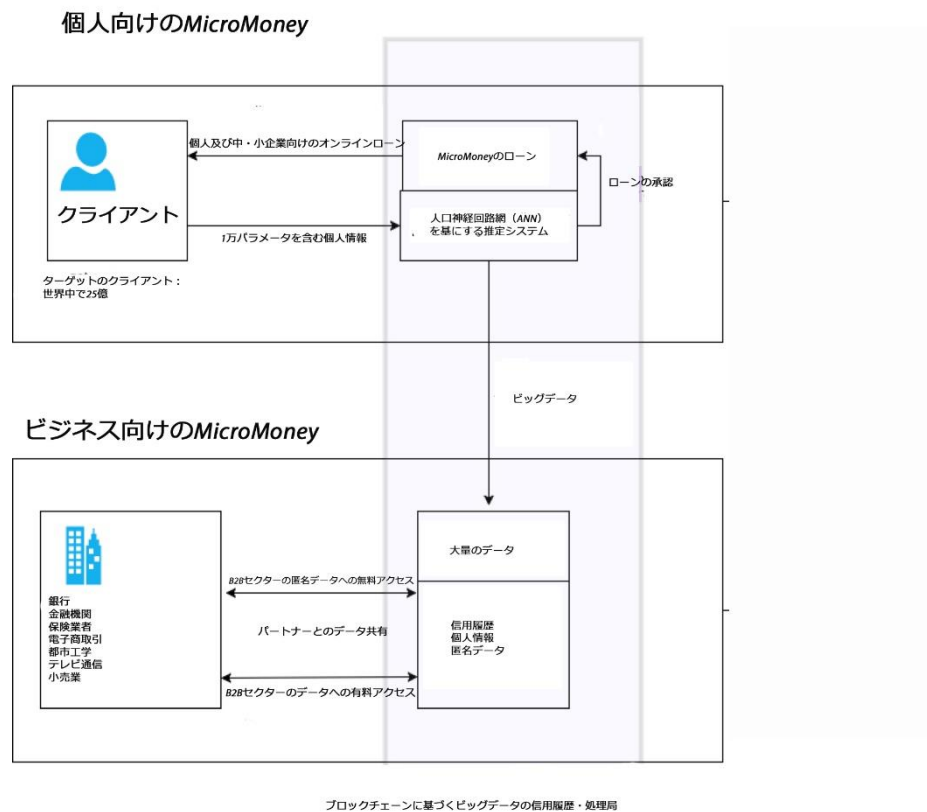 個人向けのMicroMoney
個人及び中・小企業向けのオンラインローン
MicroMoneyのローン
ローンの承認
クライアント
人口神経回路網（ANN）
を基にする推定システム
1万パラメータを含む個人情報
ターゲットのクライアント：
世界中で25億
ビッグデータ
ビジネス向けのMicroMoney
大量のデータ
B2Bセクターの匿名データへの無料アクセス
銀行
金融機関
保険業者
電子商取引
都市工学
テレビ通信
小売業
パートナーとのデータ共有
信用履歴
個人情報
匿名データ
B2Bセクターのデータへの有料アクセス
ブロックチェーンに基づくビッグデータの信用履歴・処理局